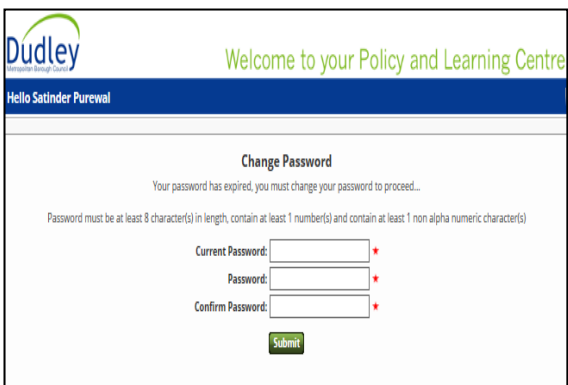 Dudley
Metropolitan Borough Council
Welcome to your Policy and Learning Centre
Hello Satinder Purewal
Change Password
Your password has expired, you must change your password to proceed...
Password must be at least 8 character(s) in length, contain at least 1 number(s) and contain at least 1 non alpha numeric character(s)
Current Password: *
Password: *
Confirm Password: *
Submit